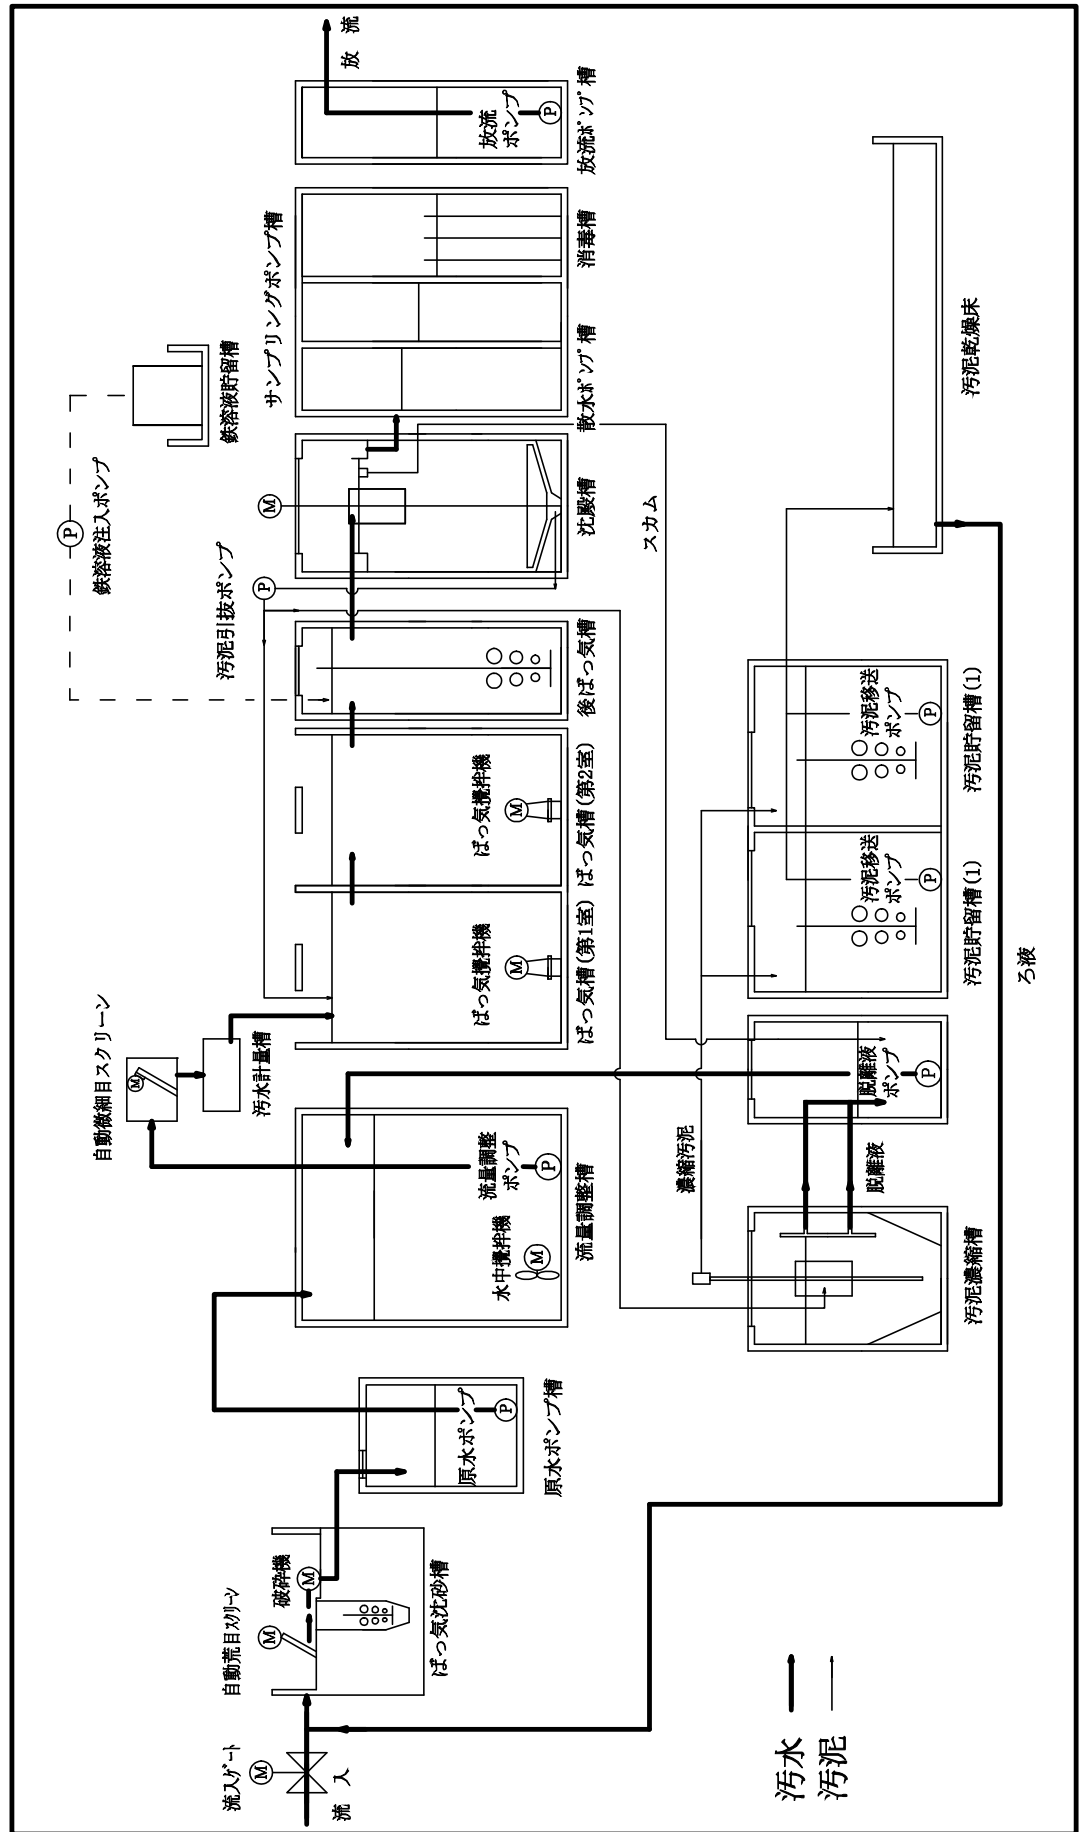 流入ゲート
M
流　入
自動荒目スクリーン
M
破砕機
M
ばっ気沈砂槽
原水ポンプ
P
原水ポンプ槽
水中攪拌機
M
流量調整
ポンプ
P
流量調整槽
自動微細目スクリーン
M
汚水計量槽
ばっ気攪拌機
M
ばっ気槽(第1室)
ばっ気攪拌機
M
ばっ気槽(第2室)
後ばっ気槽
汚泥引抜ポンプ
P
鉄溶液注入ポンプ
P
鉄溶液貯留槽
M
沈殿槽
スカム
散水ポンプ槽
サンプリングポンプ槽
消毒槽
放流
ポンプ
P
放流ポンプ槽
放　流
汚泥濃縮槽
濃縮汚泥
脱離液
脱離液
ポンプ
P
汚泥移送
ポンプ
P
汚泥貯留槽(1)
汚泥移送
ポンプ
P
汚泥貯留槽(1)
汚泥乾燥床
ろ液
汚水
汚泥